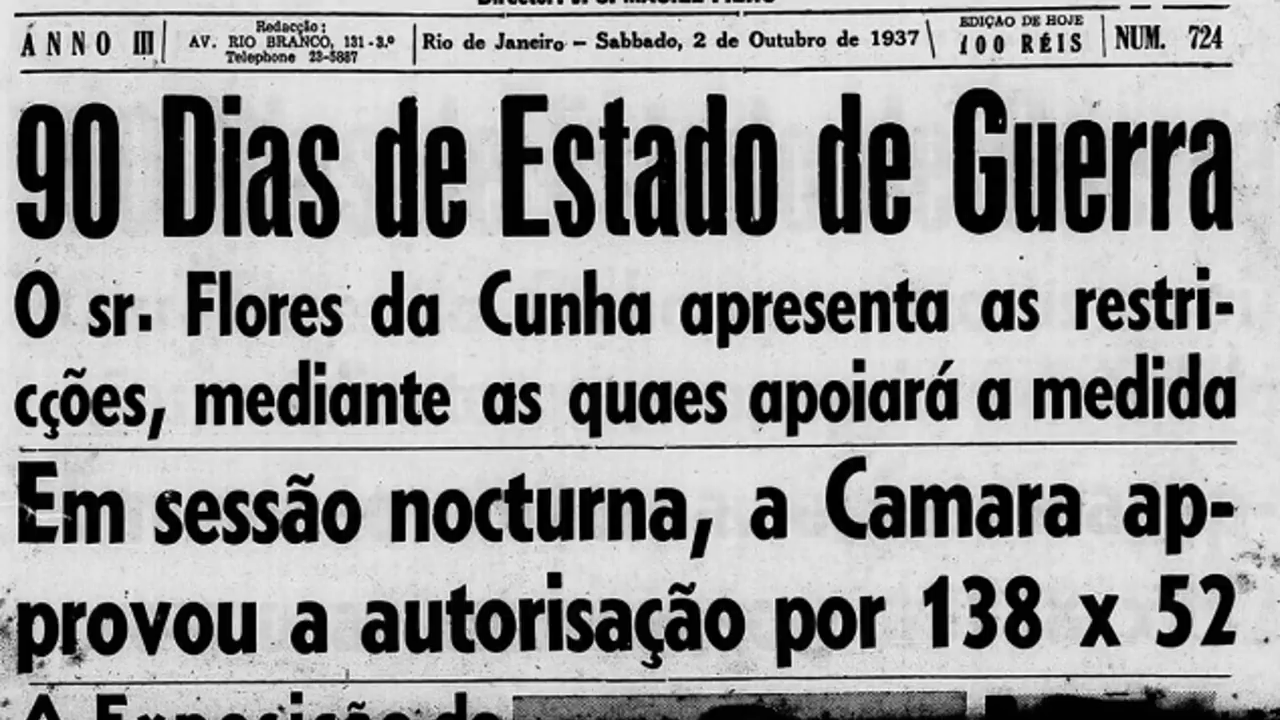 ANNO III
Redacção:
AV. RIO BRANCO, 131-3.º
Telephone 23-5887
Rio de Janeiro — Sabbado, 2 de Outubro de 1937
EDIÇÃO DE HOJE
100 RÉIS
NUM. 724
90 Dias de Estado de Guerra
O sr. Flores da Cunha apresenta as restri-
cções, mediante as quaes apoiará a medida
Em sessão nocturna, a Camara ap-
provou a autorisação por 138 x 52
A Exposição de